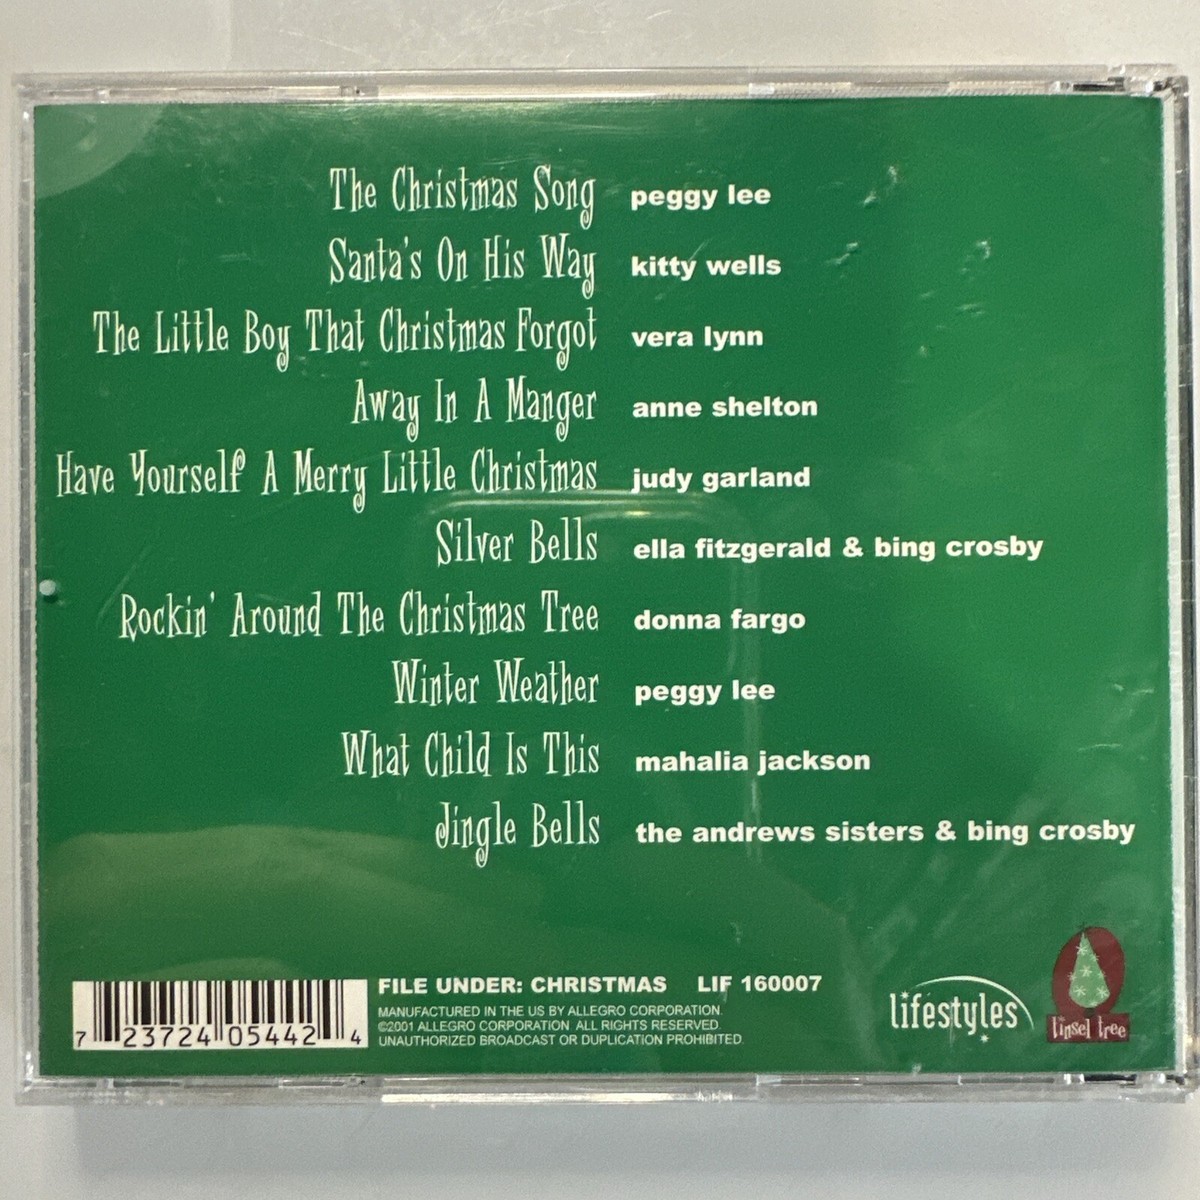 The Christmas Song peggy lee
Santa's On His Way kitty wells
The Little Boy That Christmas Forgot vera lynn
Away In A Manger anne shelton
Have Yourself A Merry Little Christmas judy garland
Silver Bells ella fitzgerald & bing crosby
Rockin' Around The Christmas Tree donna fargo
Winter Weather peggy lee
What Child Is This mahalia jackson
Jingle Bells the andrews sisters & bing crosby
FILE UNDER: CHRISTMAS LIF 160007
MANUFACTURED IN THE US BY ALLEGRO CORPORATION.
©2001 ALLEGRO CORPORATION ALL RIGHTS RESERVED.
UNAUTHORIZED BROADCAST OR DUPLICATION PROHIBITED.
7 23724 05442 4
lifestyles
tinsel tree